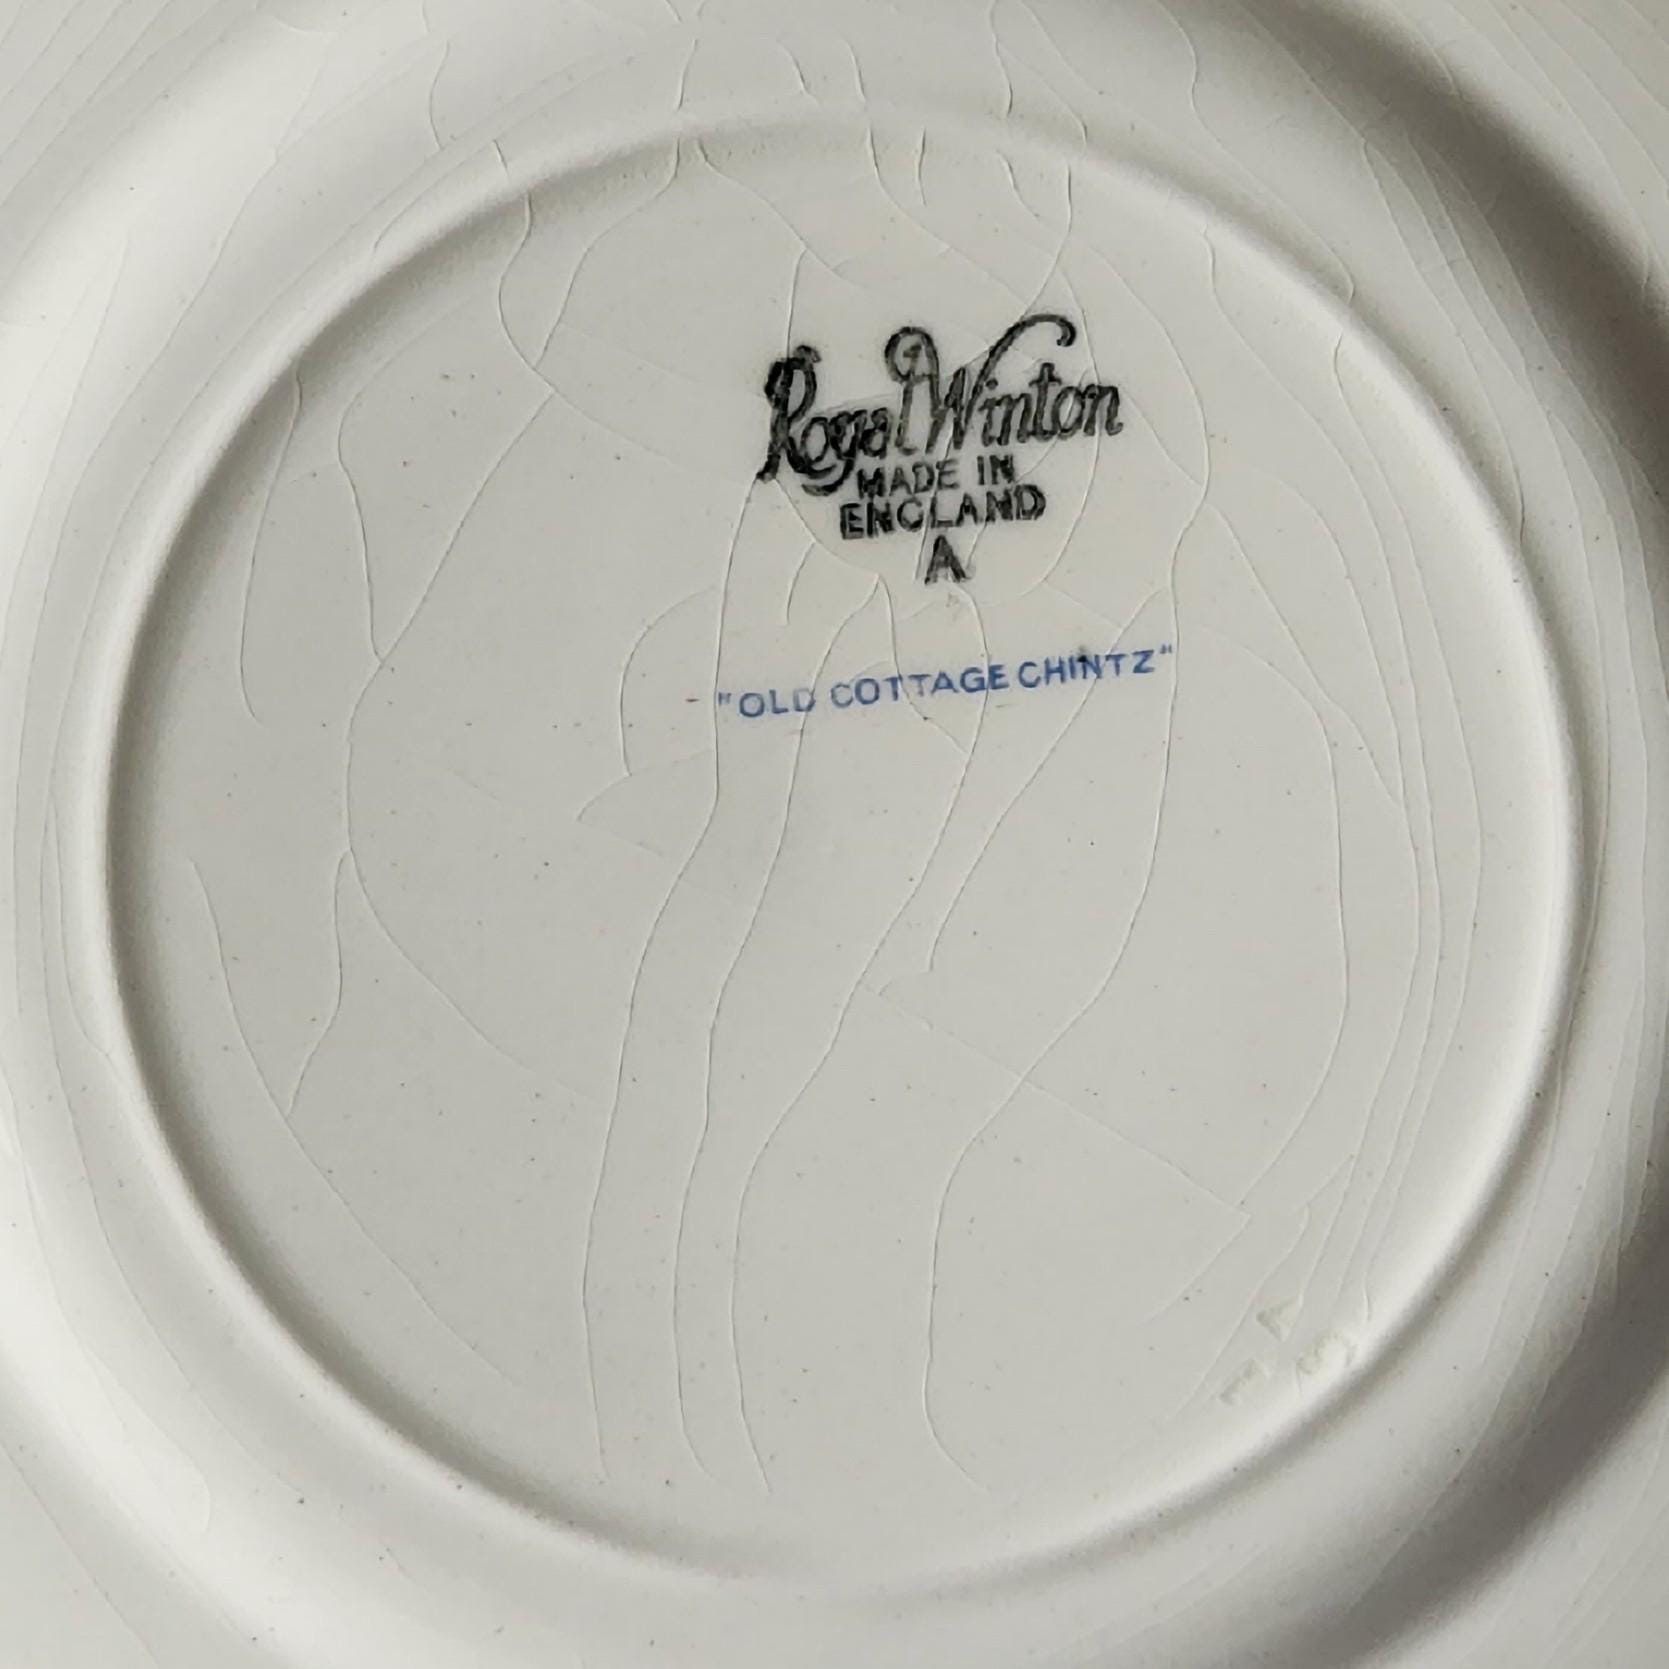 Royal Winton
MADE IN
ENGLAND
A
"OLD COTTAGE CHINTZ"